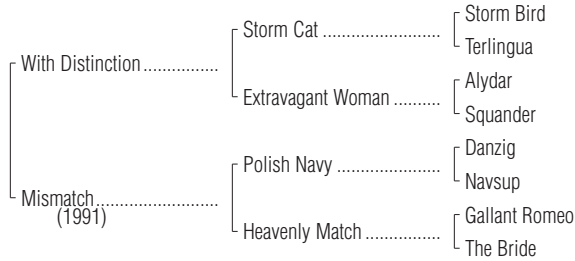 Storm Bird
Storm Cat ........................
Terlingua
With Distinction................
Alydar
Extravagant Woman ..........
Squander
Danzig
Polish Navy .....................
Navsup
Mismatch..........................
(1991)
Gallant Romeo
Heavenly Match................
The Bride